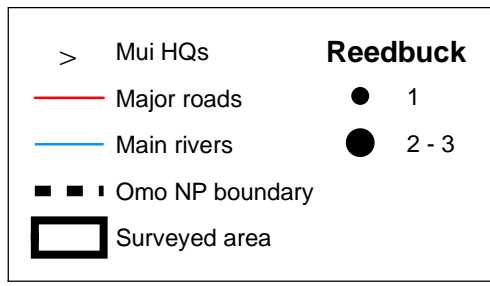 > Mui HQs
Major roads
Main rivers
Omo NP boundary
Surveyed area
Reedbuck
1
2 - 3